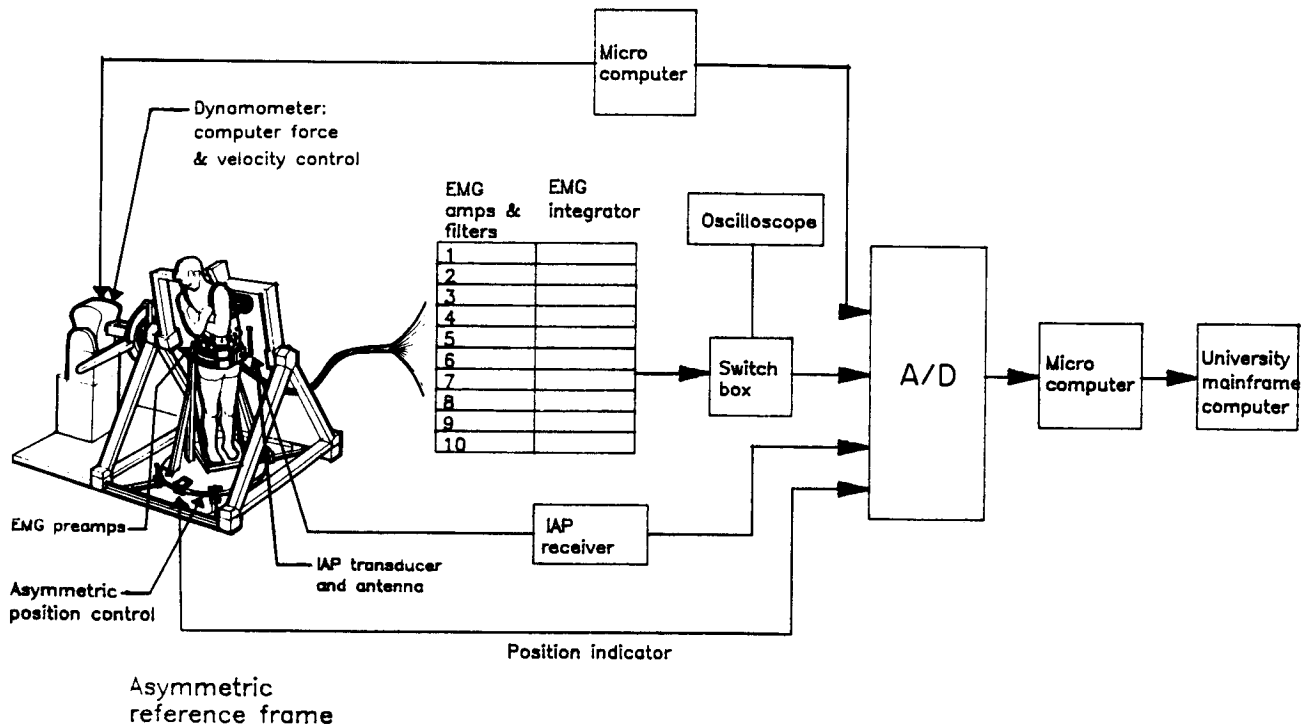 Micro
computer
Dynamometer:
computer force
& velocity control
EMG
amps &
filters
EMG
integrator
1
2
3
4
5
6
7
8
9
10
Oscilloscope
Switch
box
A/D
Micro
computer
University
mainframe
computer
IAP
receiver
EMG preamps
IAP transducer
and antenna
Asymmetric
position control
Position indicator
Asymmetric
reference frame